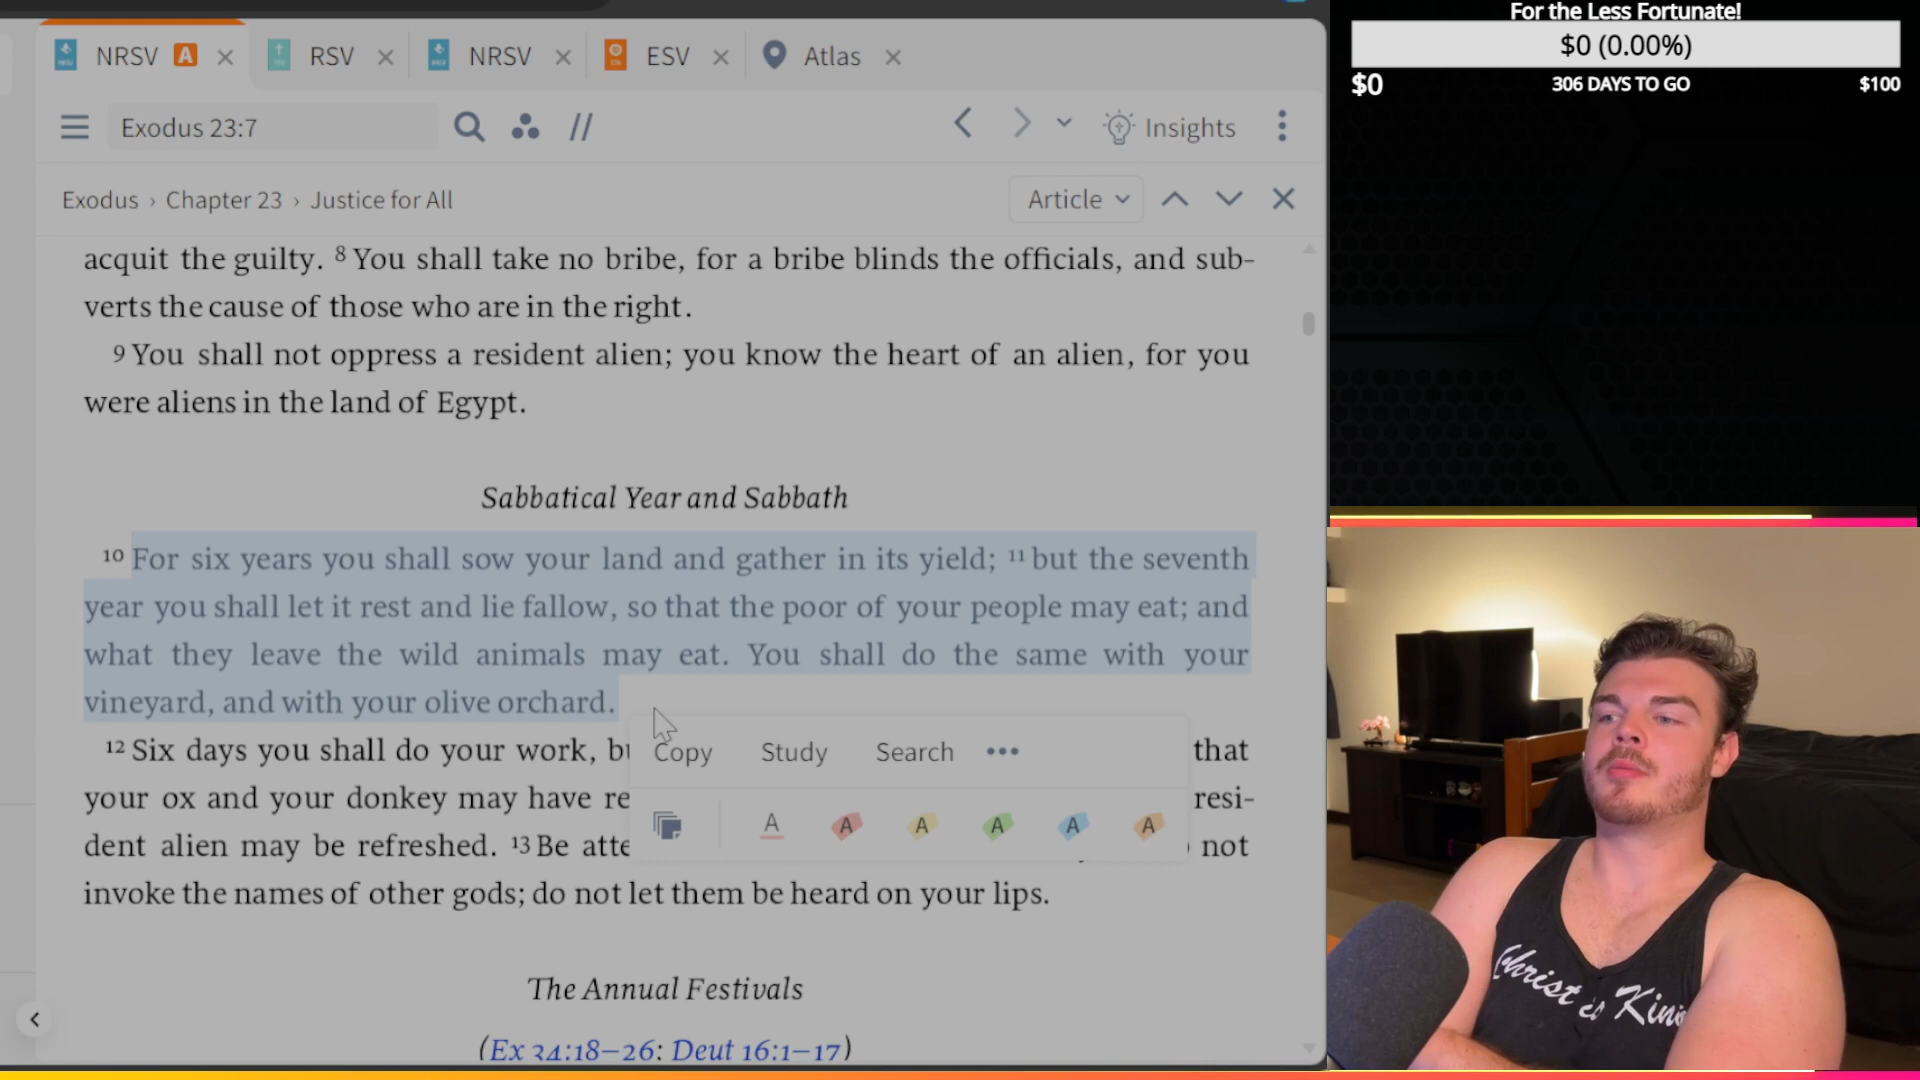 NRSV A
RSV
NRSV
ESV
Atlas
Exodus 23:7
Insights
Exodus › Chapter 23 › Justice for All
Article
acquit the guilty. 8 You shall take no bribe, for a bribe blinds the officials, and sub-
verts the cause of those who are in the right.
9 You shall not oppress a resident alien; you know the heart of an alien, for you
were aliens in the land of Egypt.
Sabbatical Year and Sabbath
10 For six years you shall sow your land and gather in its yield; 11 but the seventh
year you shall let it rest and lie fallow, so that the poor of your people may eat; and
what they leave the wild animals may eat. You shall do the same with your
vineyard, and with your olive orchard.
12 Six days you shall do your work, that
Copy Study Search •••
your ox and your donkey may have resi-
A A A A A A
dent alien may be refreshed. 13 Be not
invoke the names of other gods; do not let them be heard on your lips.
The Annual Festivals
(Ex 34:18–26; Deut 16:1–17)
For the Less Fortunate!
$0 (0.00%)
$0 306 DAYS TO GO $100
Christ is King